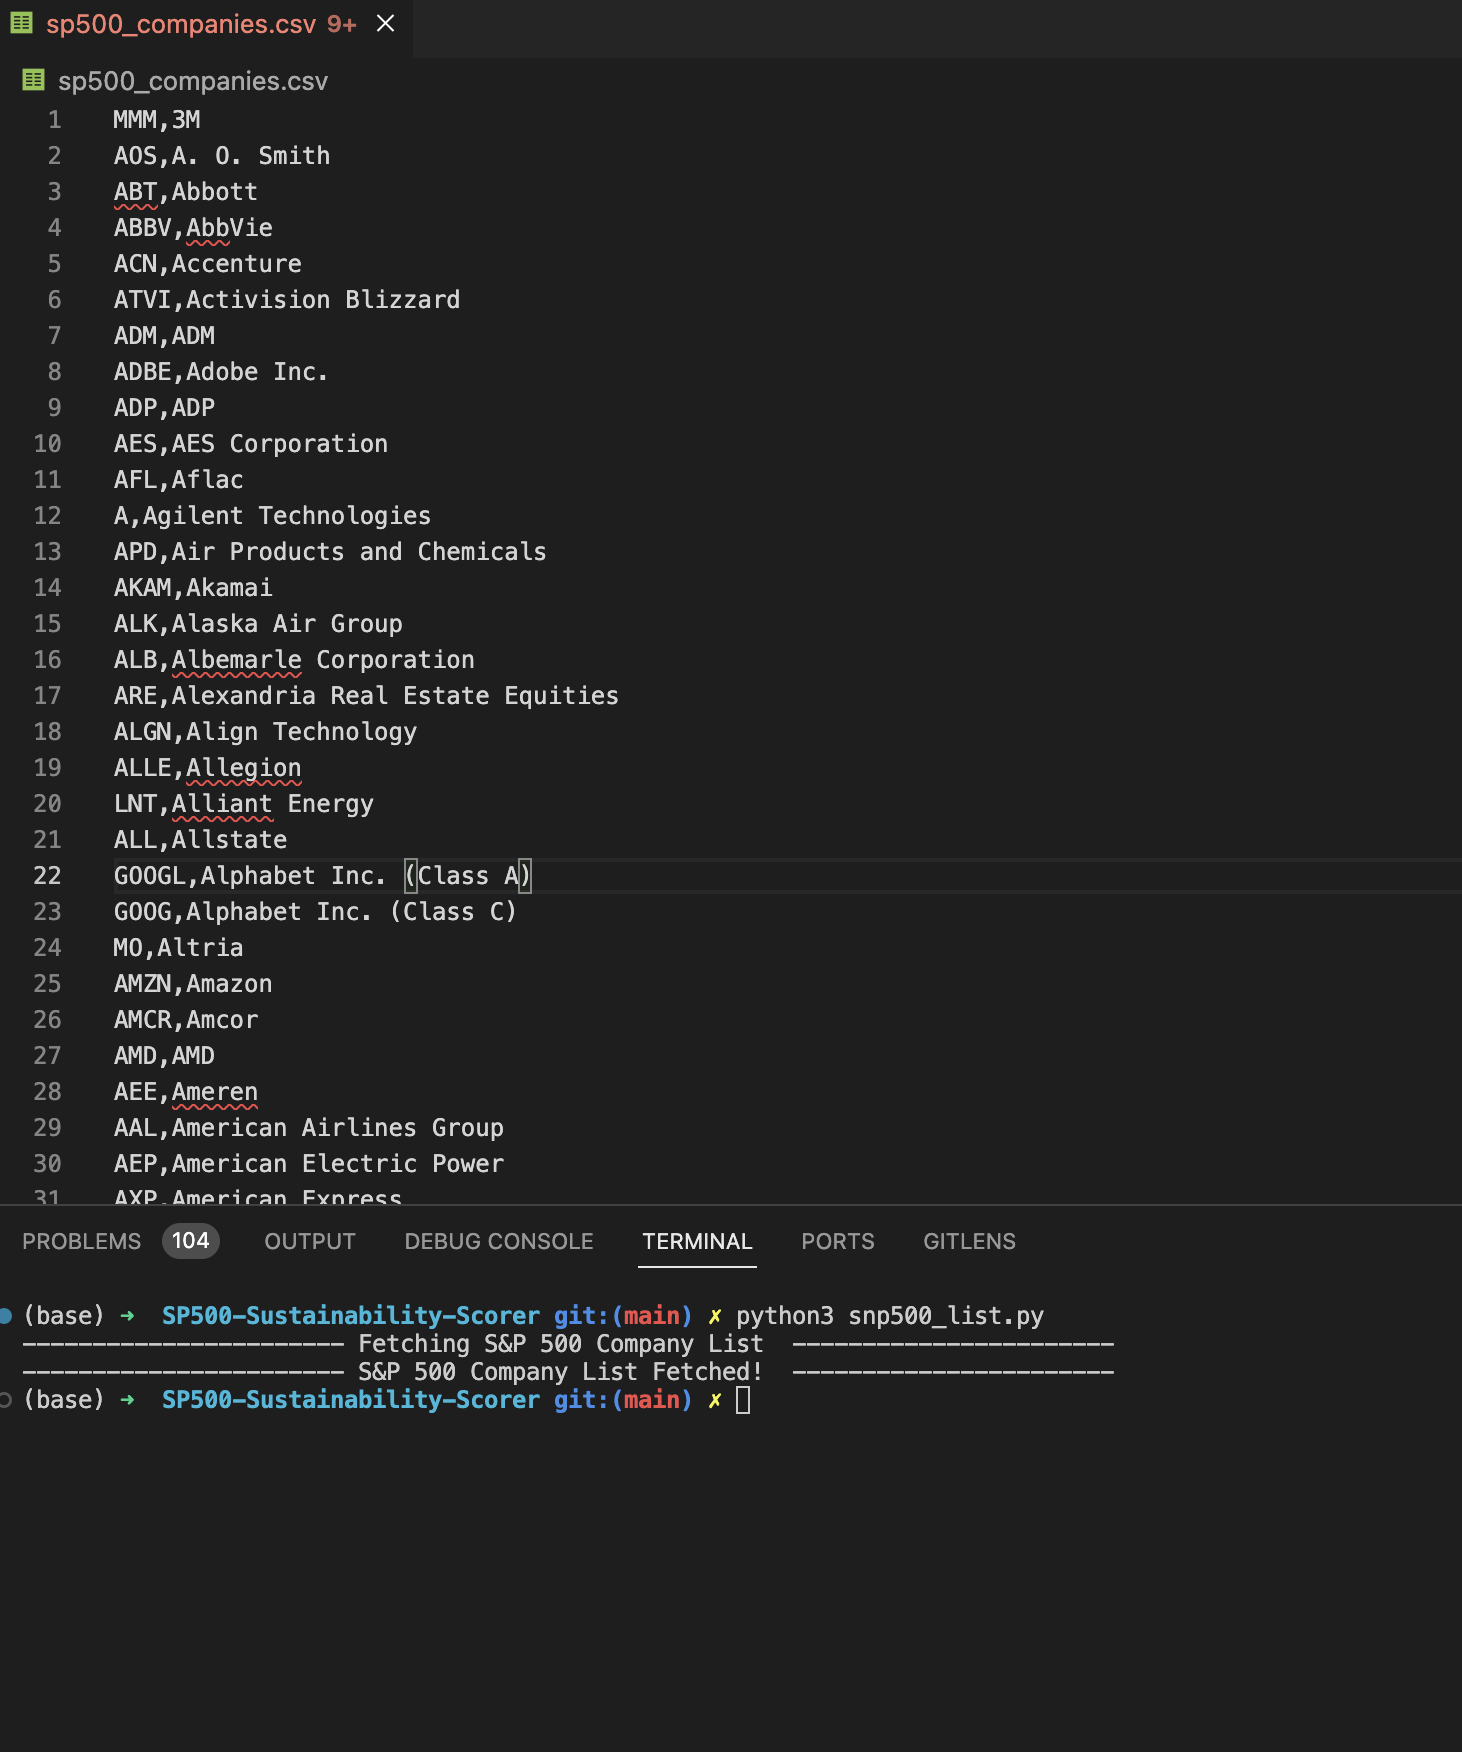 sp500_companies.csv 9+
sp500_companies.csv
1 MMM,3M
2 AOS,A. O. Smith
3 ABT,Abbott
4 ABBV,AbbVie
5 ACN,Accenture
6 ATVI,Activision Blizzard
7 ADM,ADM
8 ADBE,Adobe Inc.
9 ADP,ADP
10 AES,AES Corporation
11 AFL,Aflac
12 A,Agilent Technologies
13 APD,Air Products and Chemicals
14 AKAM,Akamai
15 ALK,Alaska Air Group
16 ALB,Albemarle Corporation
17 ARE,Alexandria Real Estate Equities
18 ALGN,Align Technology
19 ALLE,Allegion
20 LNT,Alliant Energy
21 ALL,Allstate
22 GOOGL,Alphabet Inc. (Class A)
23 GOOG,Alphabet Inc. (Class C)
24 MO,Altria
25 AMZN,Amazon
26 AMCR,Amcor
27 AMD,AMD
28 AEE,Ameren
29 AAL,American Airlines Group
30 AEP,American Electric Power
31 AXP,American Express
PROBLEMS 104 OUTPUT DEBUG CONSOLE TERMINAL PORTS GITLENS
(base) ➜ SP500-Sustainability-Scorer git:(main) ✗ python3 snp500_list.py
----------------------- Fetching S&P 500 Company List -----------------------
----------------------- S&P 500 Company List Fetched! -----------------------
(base) ➜ SP500-Sustainability-Scorer git:(main) ✗